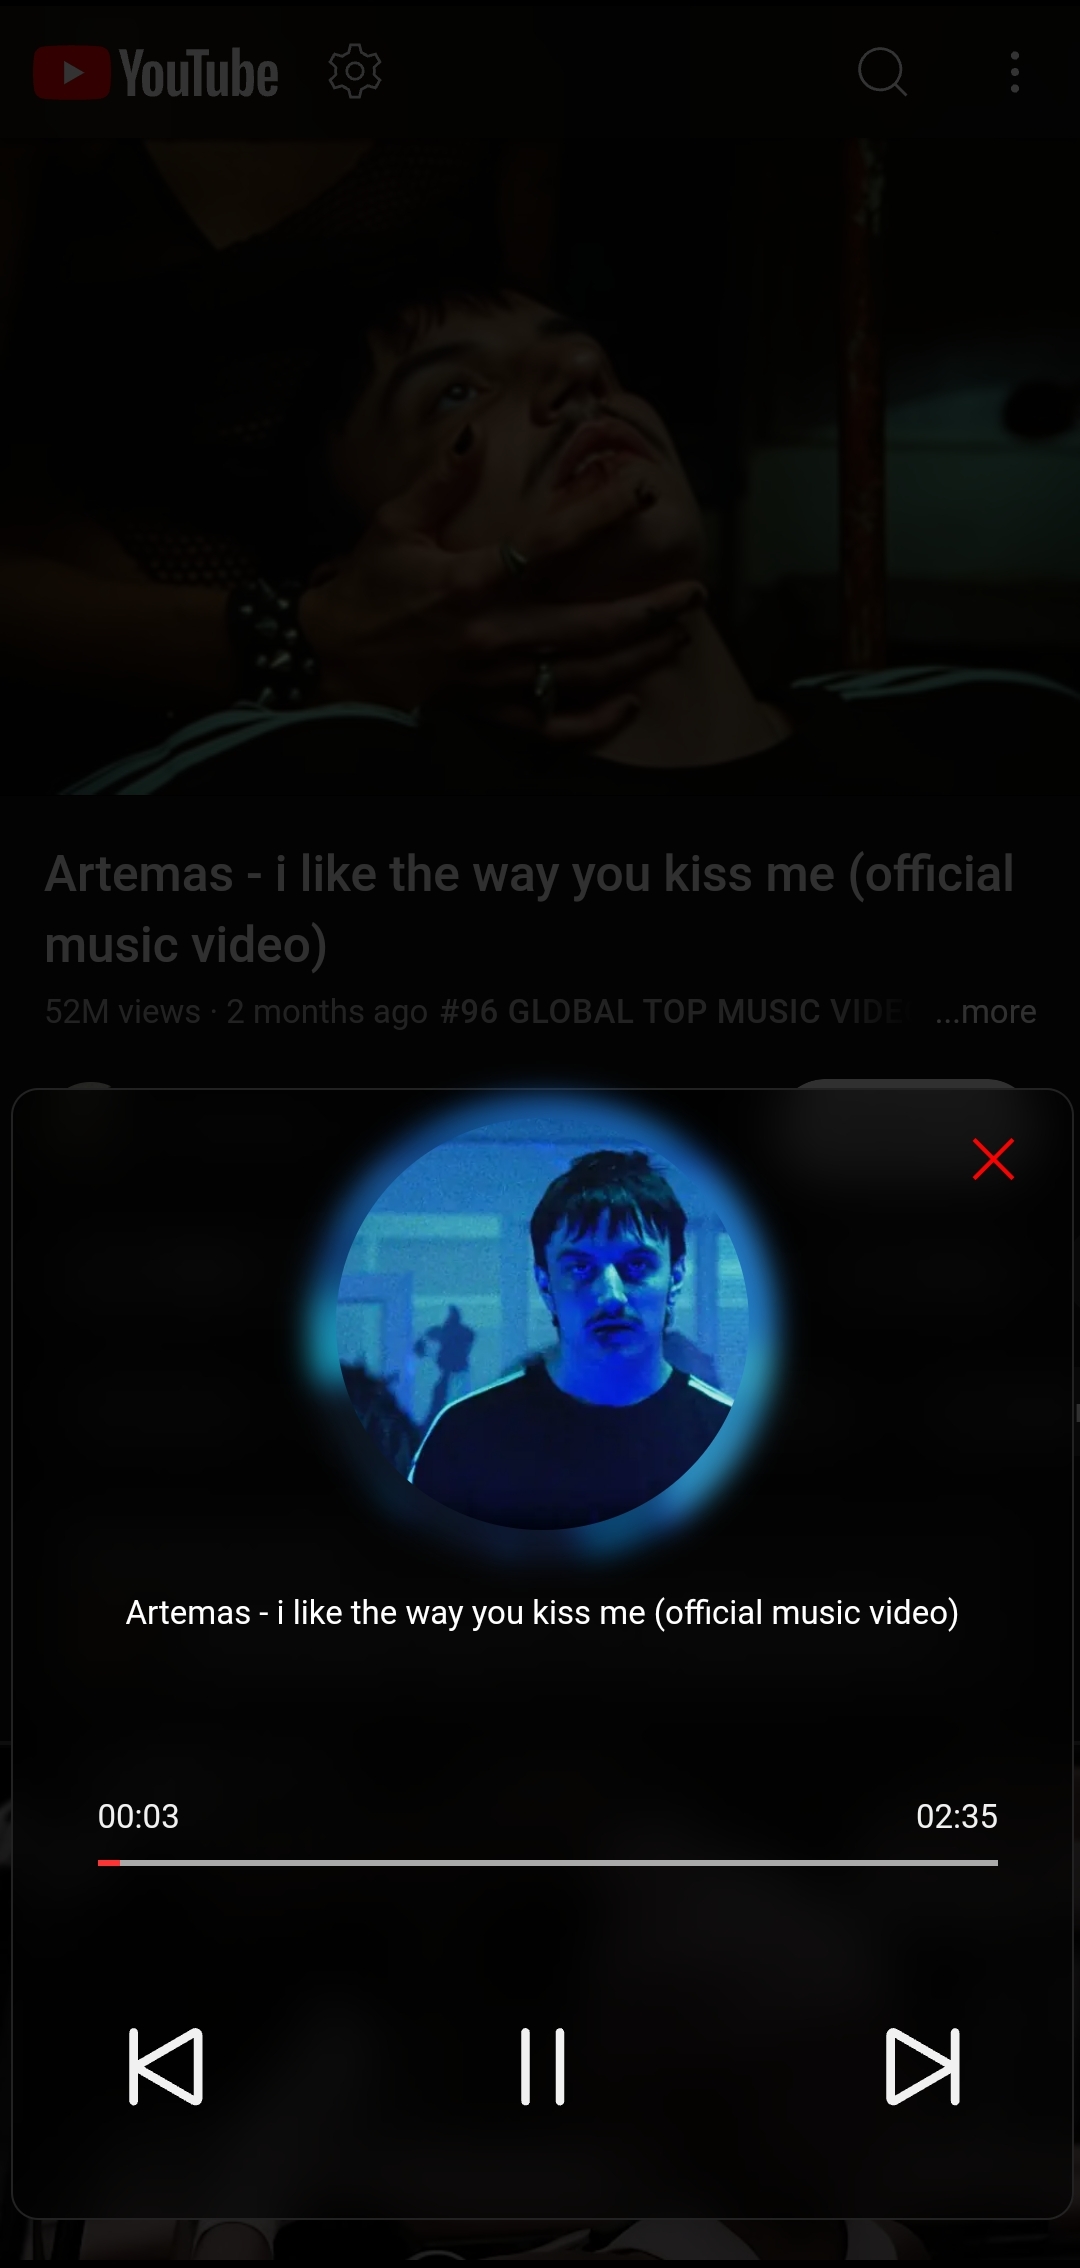 YouTube
Artemas - i like the way you kiss me (official
music video)
52M views · 2 months ago #96 GLOBAL TOP MUSIC ...more
Artemas - i like the way you kiss me (official music video)
00:03 02:35